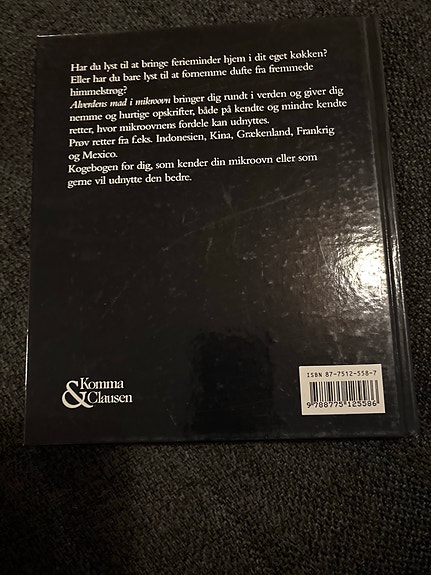 Har du lyst til at bringe ferieminder hjem i dit eget køkken?
Eller har du bare lyst til at fornemme dufte fra fremmede
himmelstrøg?
Alverdens mad i mikroovn bringer dig rundt i verden og giver dig
nemme og hurtige opskrifter, både på kendte og mindre kendte
retter, hvor mikroovnens fordele kan udnyttes.
Prøv retter fra f.eks. Indonesien, Kina, Grækenland, Frankrig
og Mexico.
Kogebogen for dig, som kender din mikroovn eller som
gerne vil udnytte den bedre.
Komma
& Clausen
ISBN 87-7512-558-7
9 788775 125586